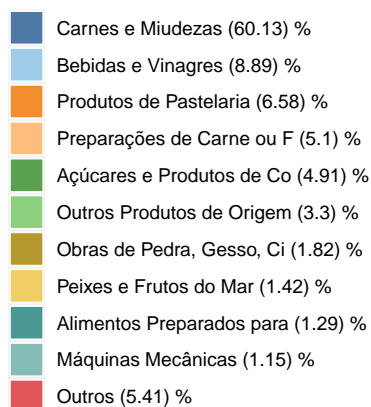 Carnes e Miudezas (60.13) %
Bebidas e Vinagres (8.89) %
Produtos de Pastelaria (6.58) %
Preparações de Carne ou F (5.1) %
Açúcares e Produtos de Co (4.91) %
Outros Produtos de Origem (3.3) %
Obras de Pedra, Gesso, Ci (1.82) %
Peixes e Frutos do Mar (1.42) %
Alimentos Preparados para (1.29) %
Máquinas Mecânicas (1.15) %
Outros (5.41) %